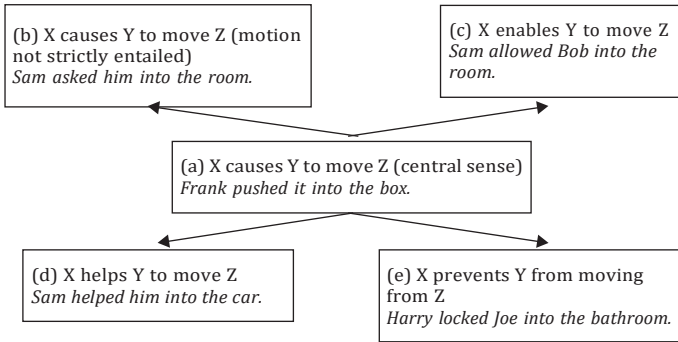 (b) X causes Y to move Z (motion
not strictly entailed)
Sam asked him into the room.
(c) X enables Y to move Z
Sam allowed Bob into the
room.
(a) X causes Y to move Z (central sense)
Frank pushed it into the box.
(d) X helps Y to move Z
Sam helped him into the car.
(e) X prevents Y from moving
from Z
Harry locked Joe into the bathroom.